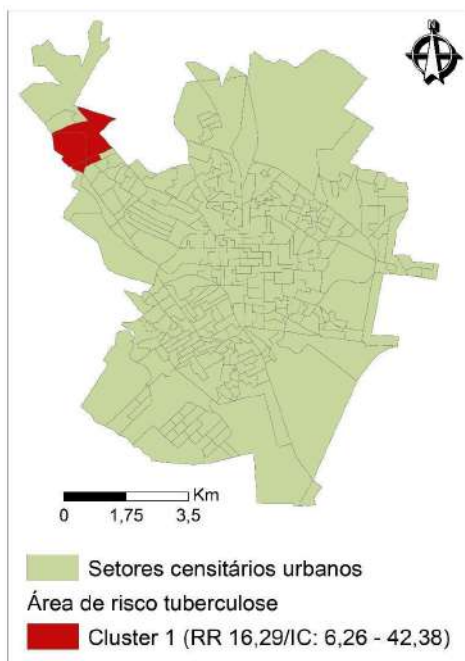 Km
0 1,75 3,5
Setores censitários urbanos
Área de risco tuberculose
Cluster 1 (RR 16,29/IC: 6,26 - 42,38)